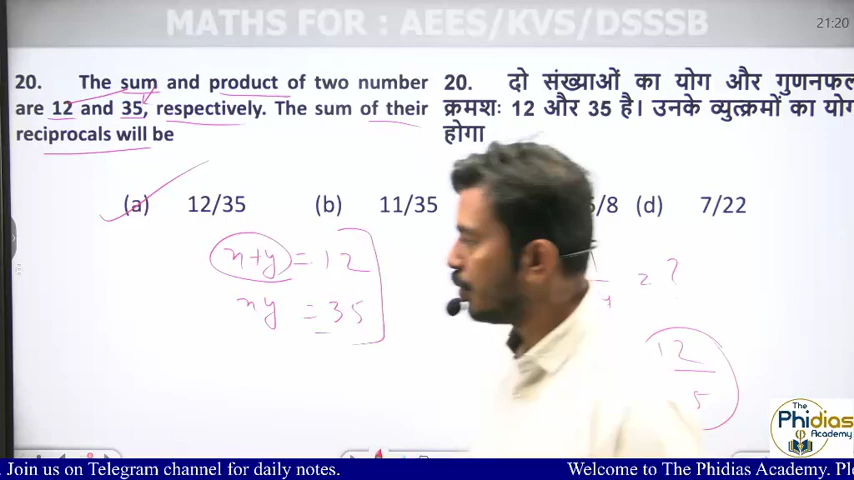 MATHS FOR : AEES/KVS/DSSSB
21:20
20. The sum and product of two number
are 12 and 35, respectively. The sum of their
reciprocals will be
20. दो संख्याओं का योग और गुणनफल
क्रमशः 12 और 35 है। उनके व्युत्क्रमों का योग
होगा
(a) 12/35 (b) 11/35 /8 (d) 7/22
x+y = 12
xy = 35
= ?
12
The
Phidias
Academy
Join us on Telegram channel for daily notes. Welcome to The Phidias Academy.